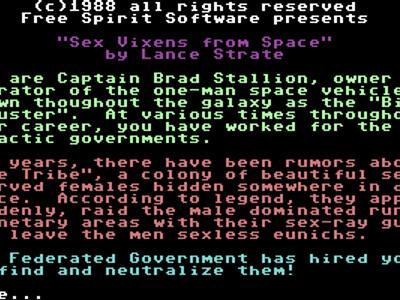 (c)1988 all rights reserved
Free Spirit Software presents
"Sex Vixens from Space"
by Lance Strate
are Captain Brad Stallion, owner
rator of the one-man space vehicle
wn thoughout the galaxy as the "Bi
uster". At various times througho
r career, you have worked for the
actic governments.
years, there have been rumors abo
e Tribe", a colony of beautiful se
rved females hidden somewhere in d
ce. According to legend, they app
denly, raid the male dominated run
netary areas with their sex-ray gu
leave the men sexless eunichs.
Federated Government has hired yo
find and neutralize them!
e...